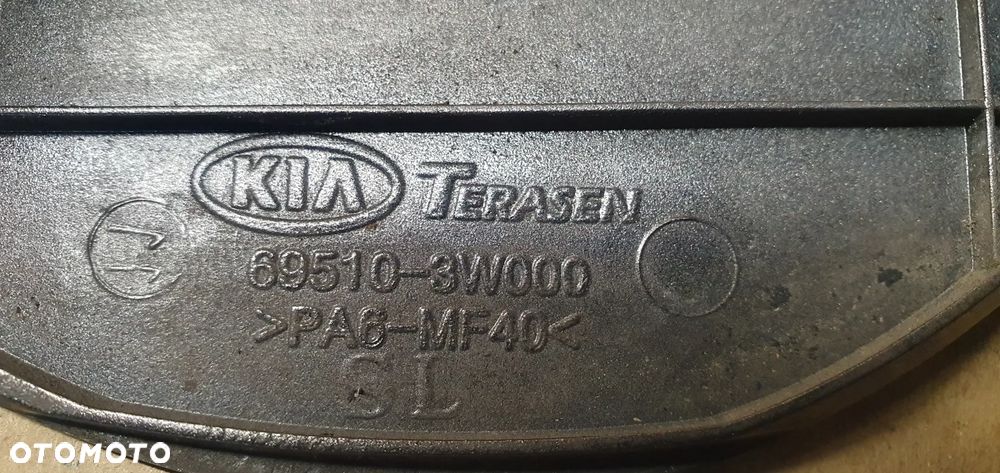 KIA TERASEN
69510-3W000
>PA6-MF40<
SL
OTOMOTO